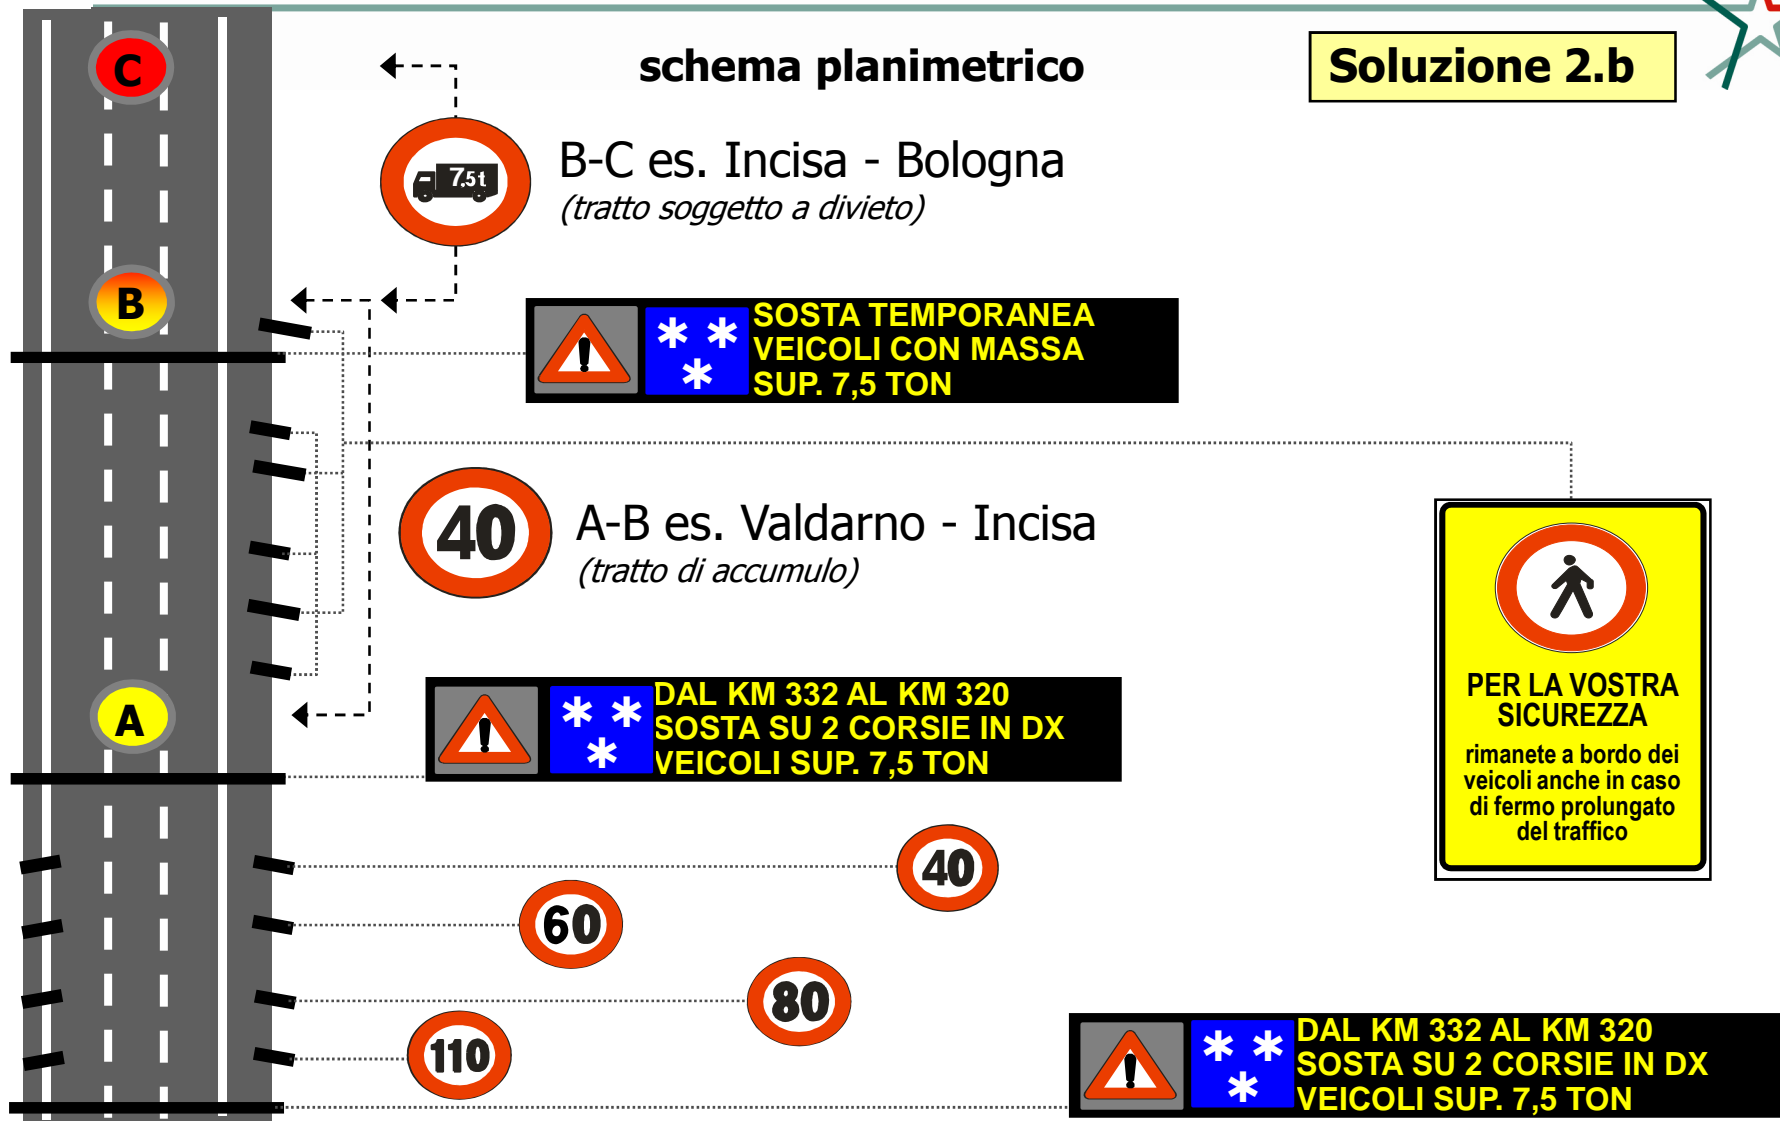 schema planimetrico
Soluzione 2.b
C
7,5 t
B-C es. Incisa - Bologna
(tratto soggetto a divieto)
B
SOSTA TEMPORANEA
VEICOLI CON MASSA
SUP. 7,5 TON
40
A-B es. Valdarno - Incisa
(tratto di accumulo)
PER LA VOSTRA
SICUREZZA
rimanete a bordo dei
veicoli anche in caso
di fermo prolungato
del traffico
A
DAL KM 332 AL KM 320
SOSTA SU 2 CORSIE IN DX
VEICOLI SUP. 7,5 TON
40
60
80
110
DAL KM 332 AL KM 320
SOSTA SU 2 CORSIE IN DX
VEICOLI SUP. 7,5 TON